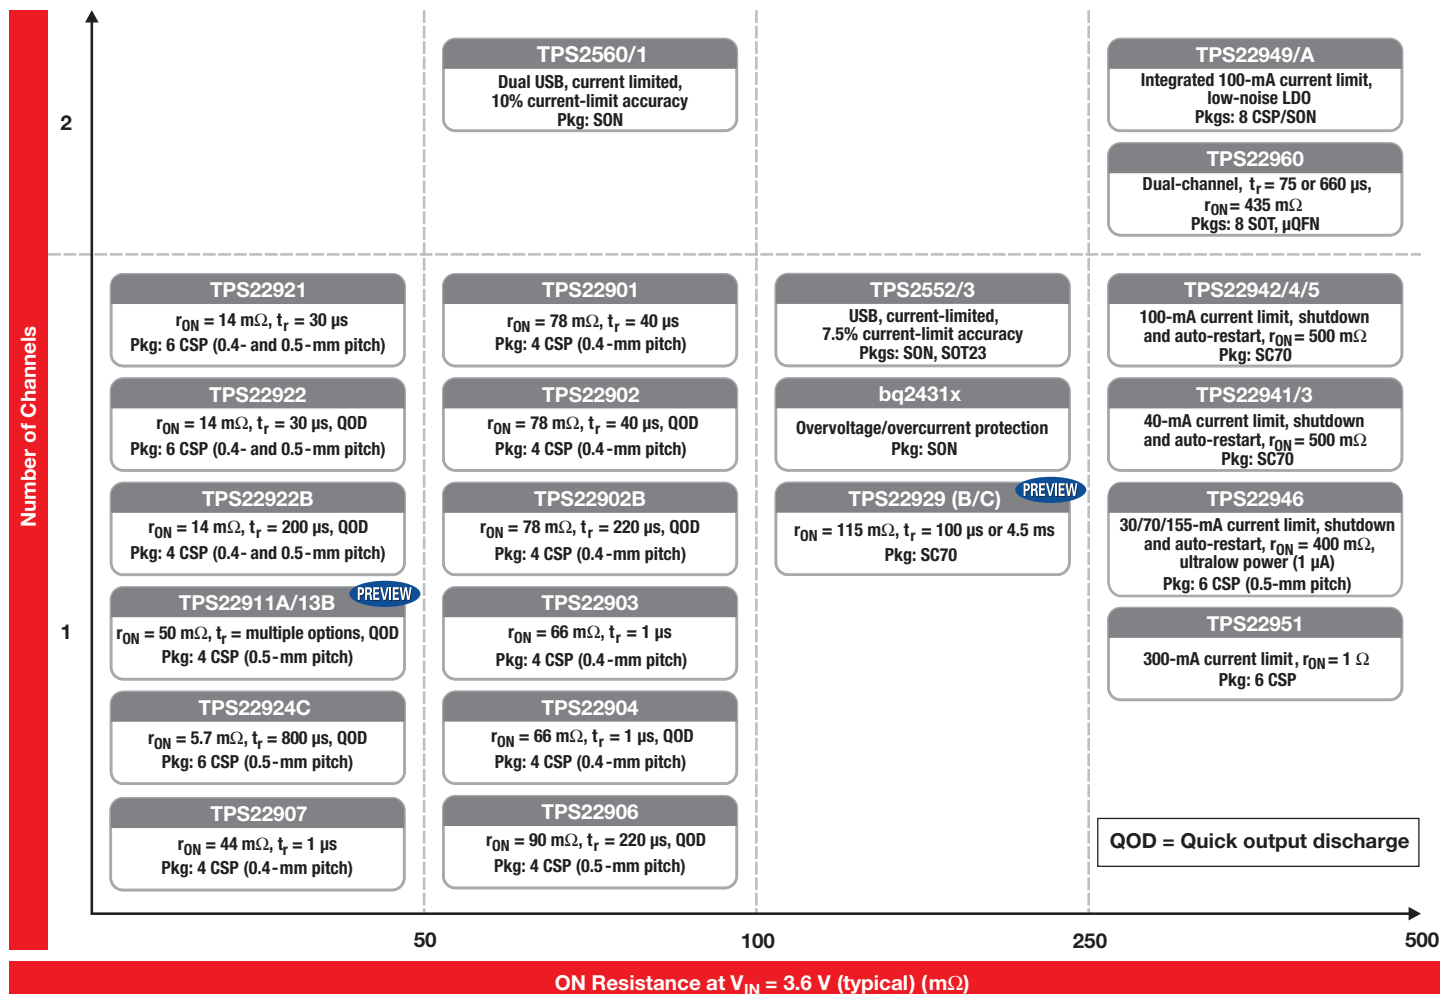 Number of Channels
2
1
TPS2560/1
Dual USB, current limited,
10% current-limit accuracy
Pkg: SON
TPS22949/A
Integrated 100-mA current limit,
low-noise LDO
Pkgs: 8 CSP/SON
TPS22960
Dual-channel, tr = 75 or 660 µs,
rON = 435 mΩ
Pkgs: 8 SOT, µQFN
TPS22921
rON = 14 mΩ, tr = 30 µs
Pkg: 6 CSP (0.4- and 0.5-mm pitch)
TPS22922
rON = 14 mΩ, tr = 30 µs, QOD
Pkg: 6 CSP (0.4- and 0.5-mm pitch)
TPS22922B
rON = 14 mΩ, tr = 200 µs, QOD
Pkg: 4 CSP (0.4- and 0.5-mm pitch)
TPS22911A/13B
PREVIEW
rON = 50 mΩ, tr = multiple options, QOD
Pkg: 4 CSP (0.5-mm pitch)
TPS22924C
rON = 5.7 mΩ, tr = 800 µs, QOD
Pkg: 6 CSP (0.5-mm pitch)
TPS22907
rON = 44 mΩ, tr = 1 µs
Pkg: 4 CSP (0.4-mm pitch)
TPS22901
rON = 78 mΩ, tr = 40 µs
Pkg: 4 CSP (0.4-mm pitch)
TPS22902
rON = 78 mΩ, tr = 40 µs, QOD
Pkg: 4 CSP (0.4-mm pitch)
TPS22902B
rON = 78 mΩ, tr = 220 µs, QOD
Pkg: 4 CSP (0.4-mm pitch)
TPS22903
rON = 66 mΩ, tr = 1 µs
Pkg: 4 CSP (0.4-mm pitch)
TPS22904
rON = 66 mΩ, tr = 1 µs, QOD
Pkg: 4 CSP (0.4-mm pitch)
TPS22906
rON = 90 mΩ, tr = 220 µs, QOD
Pkg: 4 CSP (0.5-mm pitch)
TPS2552/3
USB, current-limited,
7.5% current-limit accuracy
Pkgs: SON, SOT23
bq2431x
Overvoltage/overcurrent protection
Pkg: SON
TPS22929 (B/C)
PREVIEW
rON = 115 mΩ, tr = 100 µs or 4.5 ms
Pkg: SC70
TPS22942/4/5
100-mA current limit, shutdown
and auto-restart, rON = 500 mΩ
Pkg: SC70
TPS22941/3
40-mA current limit, shutdown
and auto-restart, rON = 500 mΩ
Pkg: SC70
TPS22946
30/70/155-mA current limit, shutdown
and auto-restart, rON = 400 mΩ,
ultralow power (1 µA)
Pkg: 6 CSP (0.5-mm pitch)
TPS22951
300-mA current limit, rON = 1 Ω
Pkg: 6 CSP
QOD = Quick output discharge
50
100
250
500
ON Resistance at VIN = 3.6 V (typical) (mΩ)